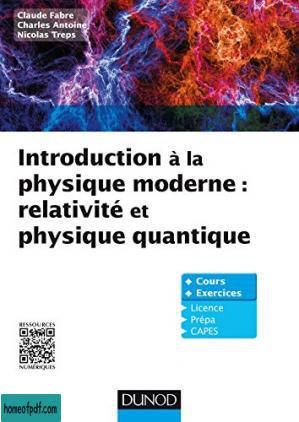 Claude Fabre
Charles Antoine
Nicolas Treps
Introduction à la
physique moderne :
relativité et
physique quantique
+ Cours
+ Exercices
Licence
Prépa
CAPES
RESSOURCES
NUMÉRIQUES
DUNOD
homeofpdf.com